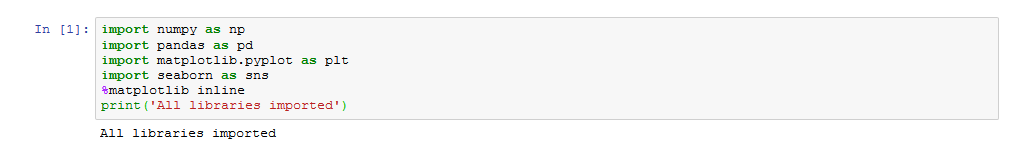 In [1]: import numpy as np
import pandas as pd
import matplotlib.pyplot as plt
import seaborn as sns
%matplotlib inline
print('All libraries imported')
All libraries imported